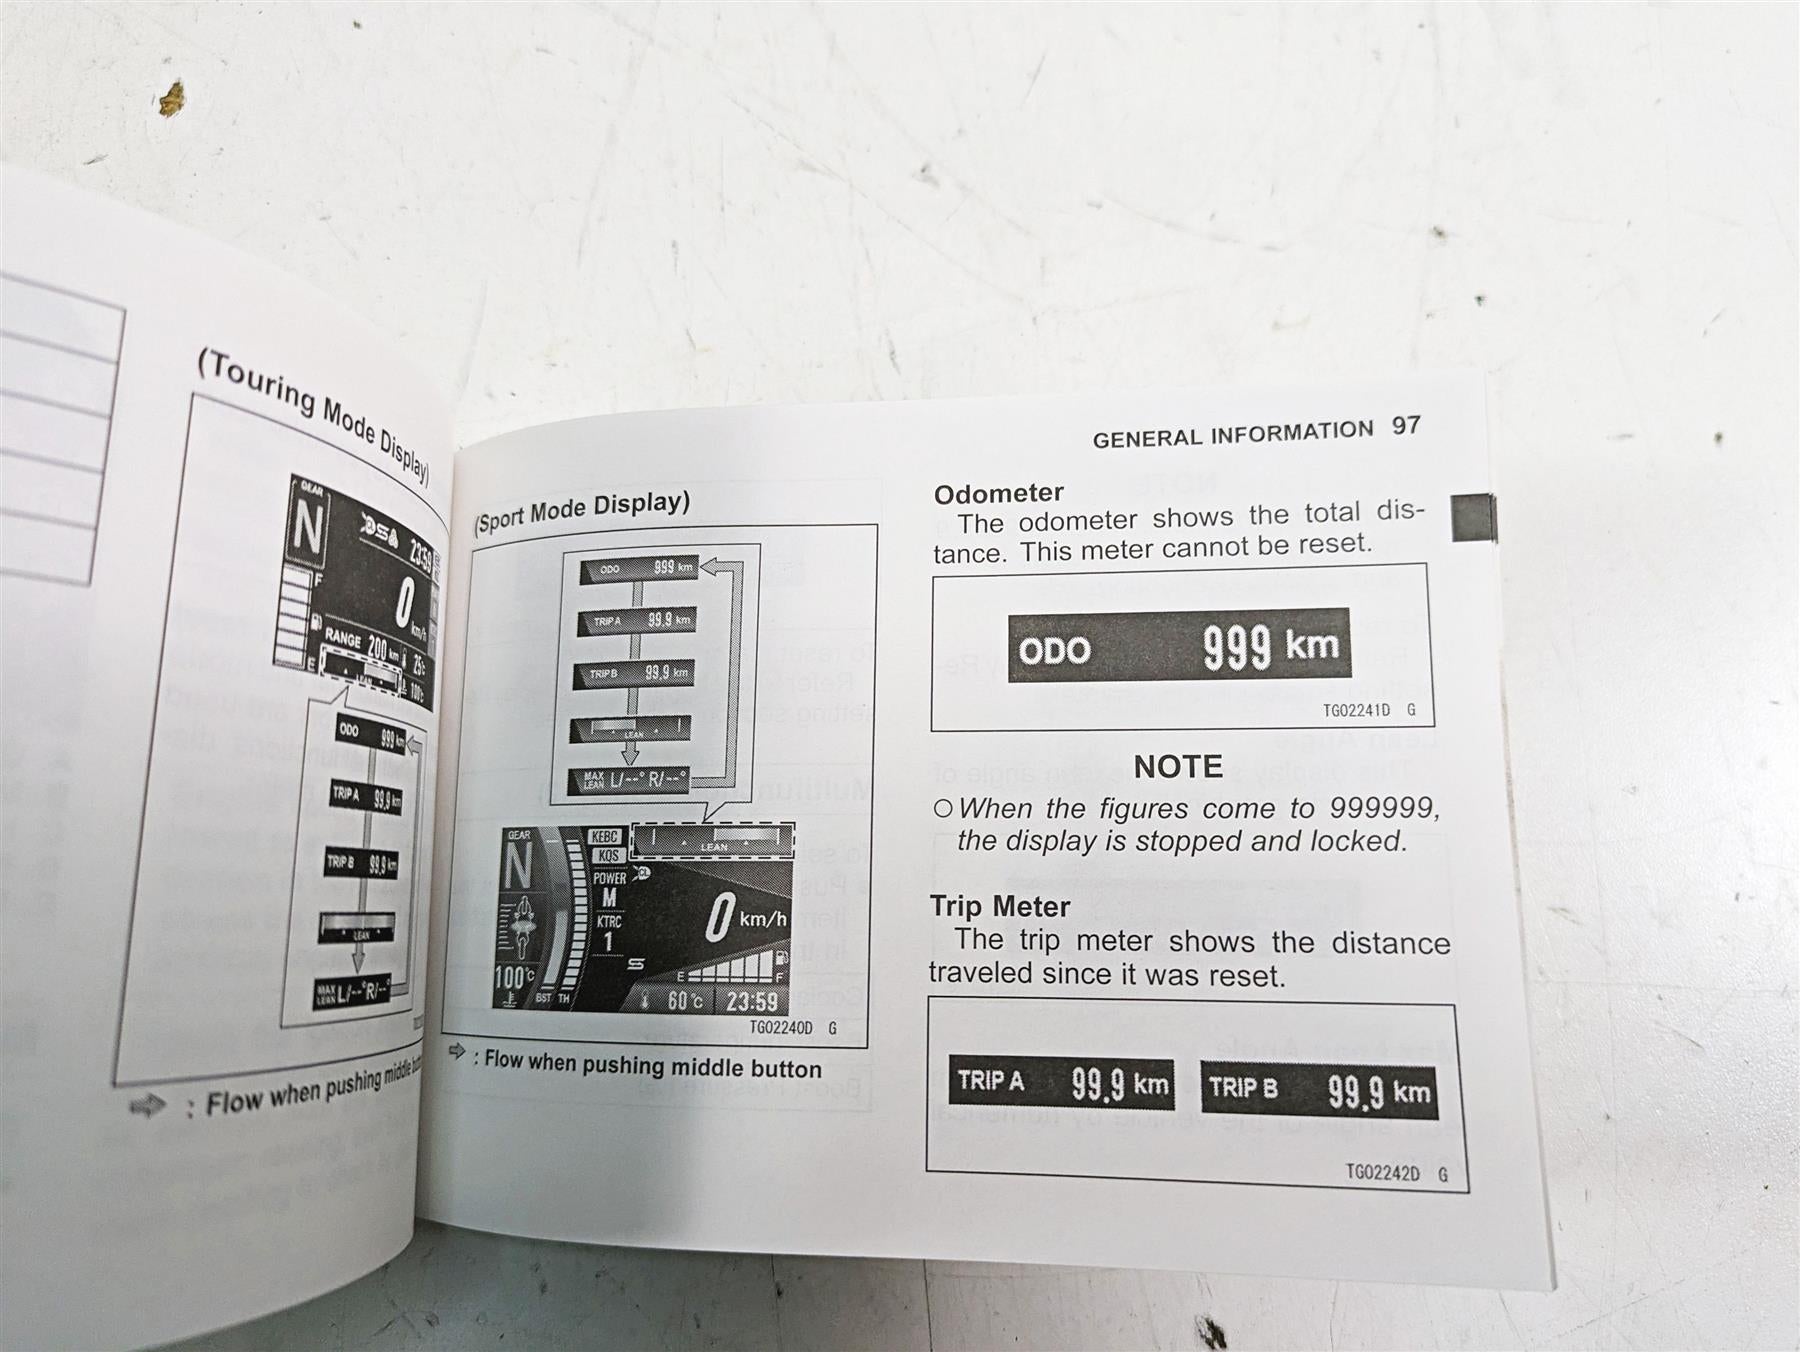 (Touring Mode Display)
GEAR
N
23:59
0
km/h
F
RANGE 200 km
25°C
E
LEAN
100°C
ODO 999 km
TRIP A 99.9 km
TRIP B 99.9 km
LEAN
MAX LEAN L/--° R/--°
: Flow when pushing middle
(Sport Mode Display)
ODO 999 km
TRIP A 99.9 km
TRIP B 99.9 km
LEAN
MAX LEAN L/--° R/--°
GEAR
N
KEBC
KQS
LEAN
POWER
M
CL
KTRC
1
0 km/h
100°C
BST TH
E F
60°C 23:59
TG02240D G
: Flow when pushing middle button
GENERAL INFORMATION 97
Odometer
The odometer shows the total dis-
tance. This meter cannot be reset.
ODO 999 km
TG02241D G
NOTE
○ When the figures come to 999999,
the display is stopped and locked.
Trip Meter
The trip meter shows the distance
traveled since it was reset.
TRIP A 99.9 km TRIP B 99.9 km
TG02242D G